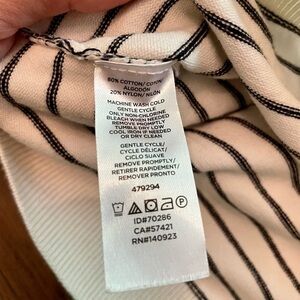 80% COTTON/ COTON/
ALGODÓN
20% NYLON/ NILÓN
MACHINE WASH COLD
GENTLE CYCLE
ONLY NON-CHLORINE
BLEACH WHEN NEEDED
REMOVE PROMPTLY
TUMBLE DRY LOW
COOL IRON IF NEEDED
OR DRY CLEAN
GENTLE CYCLE/
CYCLE DÉLICAT/
CICLO SUAVE
REMOVE PROMPTLY/
RETIRER RAPIDEMENT/
REMOVER PRONTO
479294
ID#70286
CA#57421
RN#140923